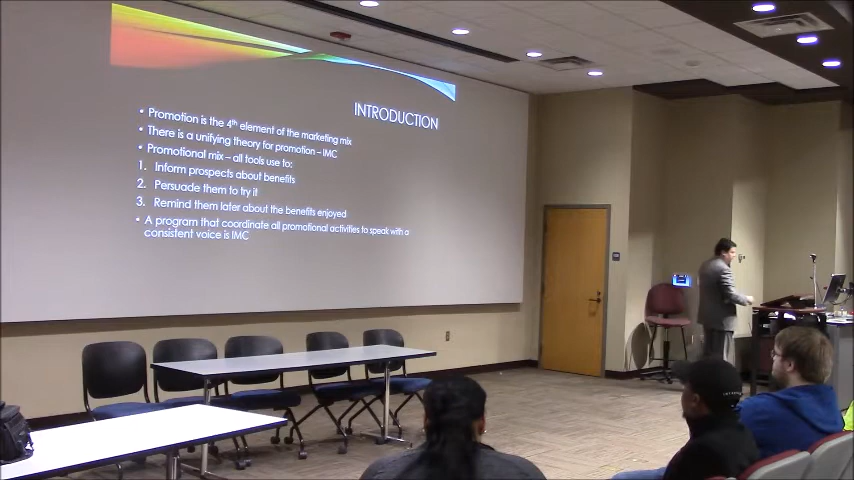 INTRODUCTION
• Promotion is the 4th element of the marketing mix
• There is a unifying theory for promotion – IMC
• Promotional mix – all tools use to:
1. Inform prospects about benefits
2. Persuade them to try it
3. Remind them later about the benefits enjoyed
• A program that coordinate all promotional activities to speak with a
consistent voice is IMC